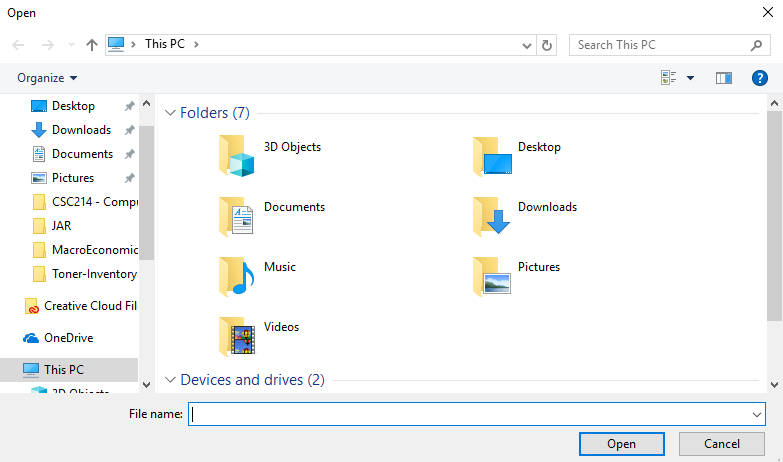 Open
This PC
Search This PC
Organize
?
Desktop
Downloads
Documents
Pictures
CSC214 - Compu
JAR
MacroEconomic
Toner-Inventory
Creative Cloud Fil
OneDrive
This PC
3D Objects
Folders (7)
3D Objects
Desktop
Documents
Downloads
Music
Pictures
Videos
Devices and drives (2)
File name:
Open
Cancel